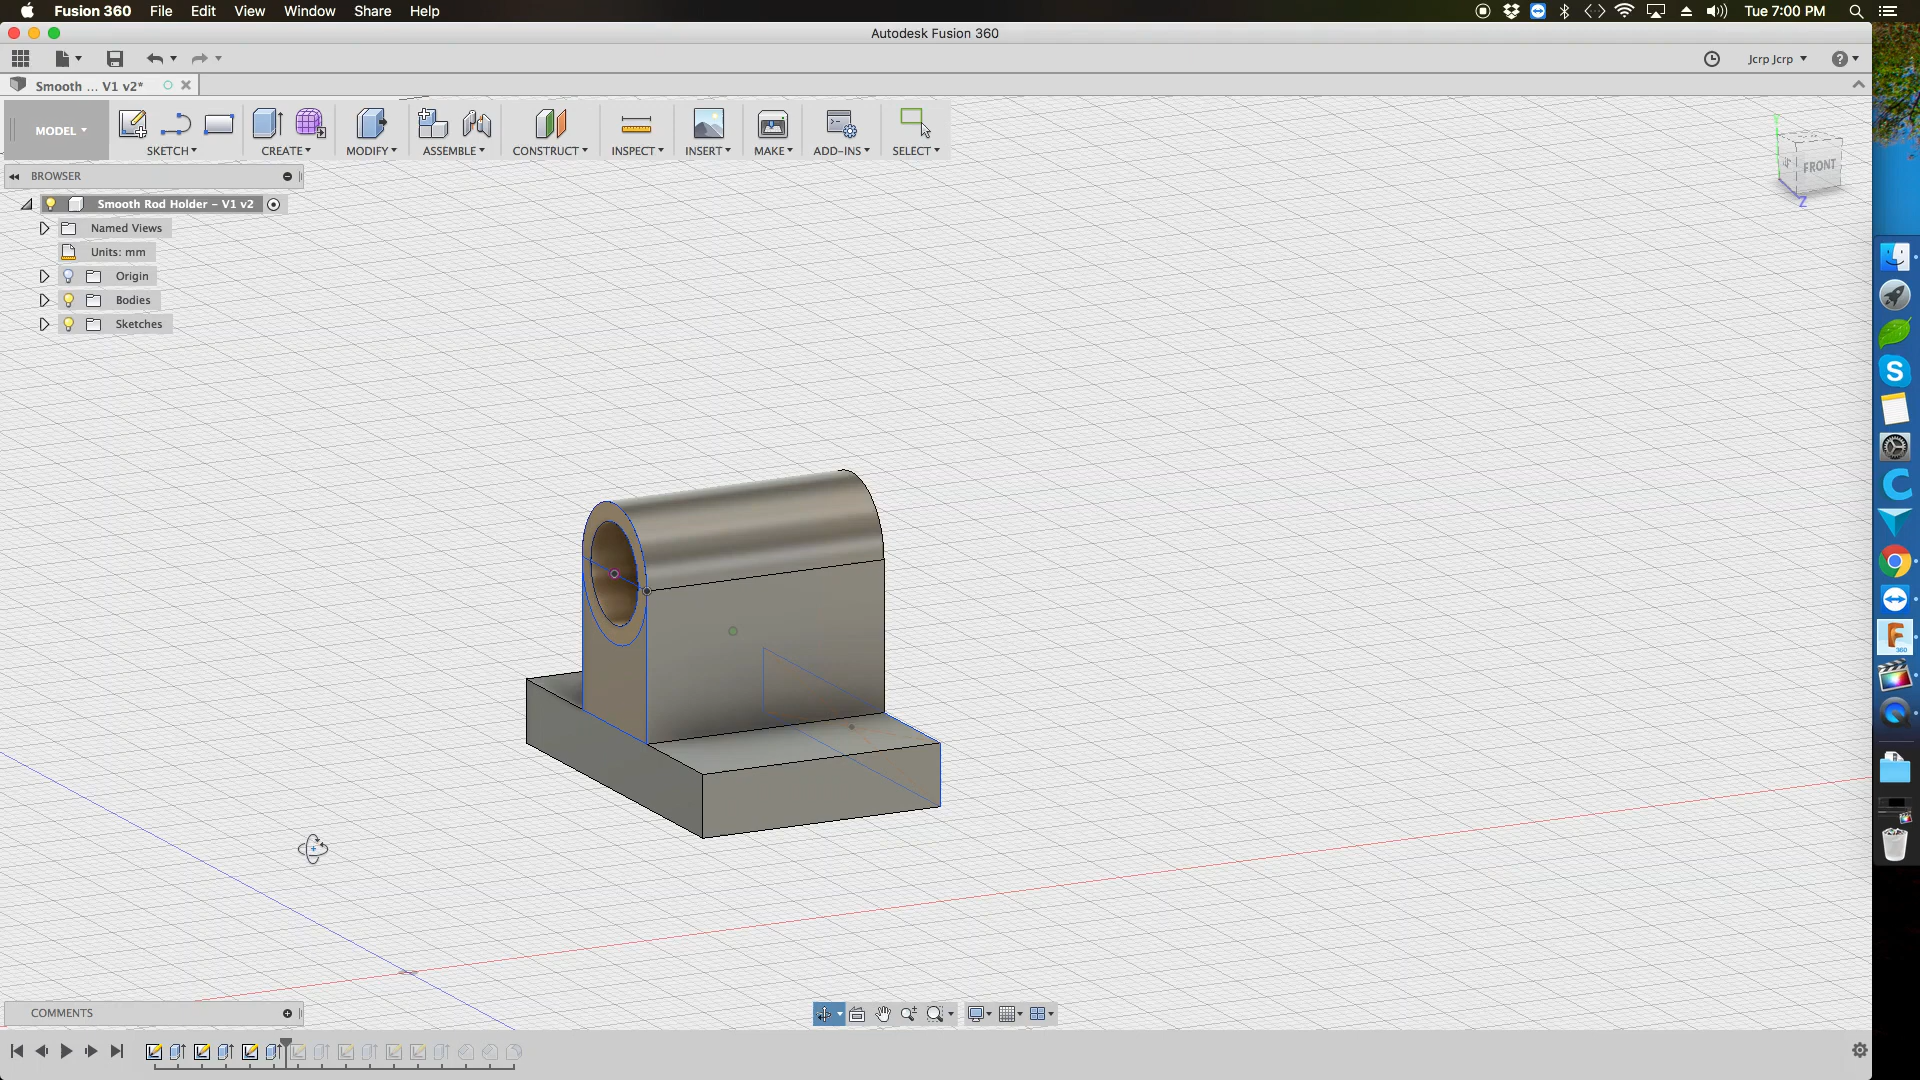 Fusion 360 File Edit View Window Share Help Tue 7:00 PM
Autodesk Fusion 360
Jcrp Jcrp
Smooth ... V1 v2*
MODEL
SKETCH CREATE MODIFY ASSEMBLE CONSTRUCT INSPECT INSERT MAKE ADD-INS SELECT
FRONT
Y
Z
BROWSER
Smooth Rod Holder - V1 v2
Named Views
Units: mm
Origin
Bodies
Sketches
COMMENTS